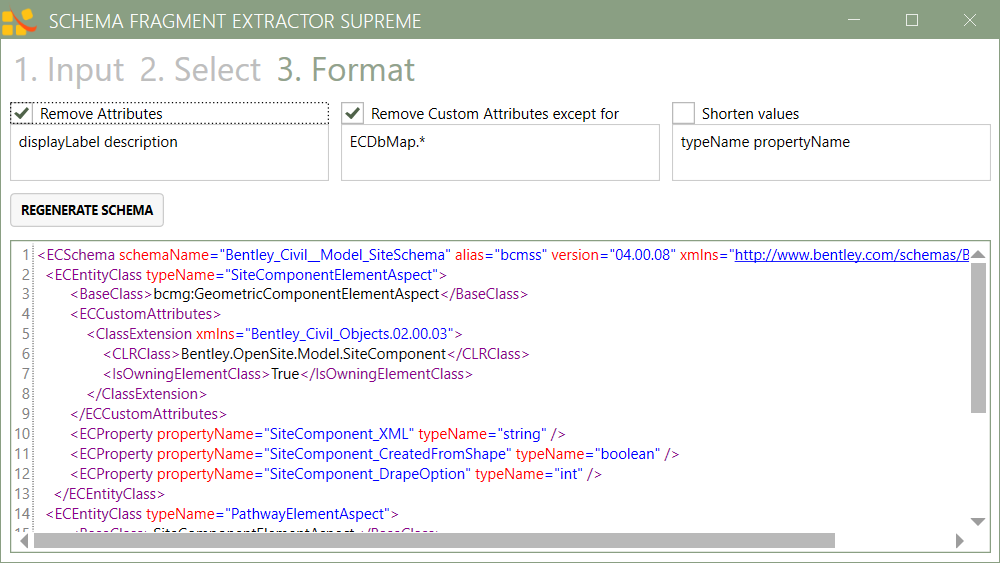 SCHEMA FRAGMENT EXTRACTOR SUPREME
1. Input 2. Select 3. Format
Remove Attributes Remove Custom Attributes except for Shorten values
displayLabel description ECDbMap.* typeName propertyName
REGENERATE SCHEMA
1 <ECSchema schemaName="Bentley_Civil__Model_SiteSchema" alias="bcmss" version="04.00.08" xmlns="http://www.bentley.com/schemas/B
2 <ECEntityClass typeName="SiteComponentElementAspect">
3 <BaseClass>bcmg:GeometricComponentElementAspect</BaseClass>
4 <ECCustomAttributes>
5 <ClassExtension xmlns="Bentley_Civil_Objects.02.00.03">
6 <CLRClass>Bentley.OpenSite.Model.SiteComponent</CLRClass>
7 <IsOwningElementClass>True</IsOwningElementClass>
8 </ClassExtension>
9 </ECCustomAttributes>
10 <ECProperty propertyName="SiteComponent_XML" typeName="string" />
11 <ECProperty propertyName="SiteComponent_CreatedFromShape" typeName="boolean" />
12 <ECProperty propertyName="SiteComponent_DrapeOption" typeName="int" />
13 </ECEntityClass>
14 <ECEntityClass typeName="PathwayElementAspect">
15 <BaseClass>SiteComponentElementAspect</BaseClass>